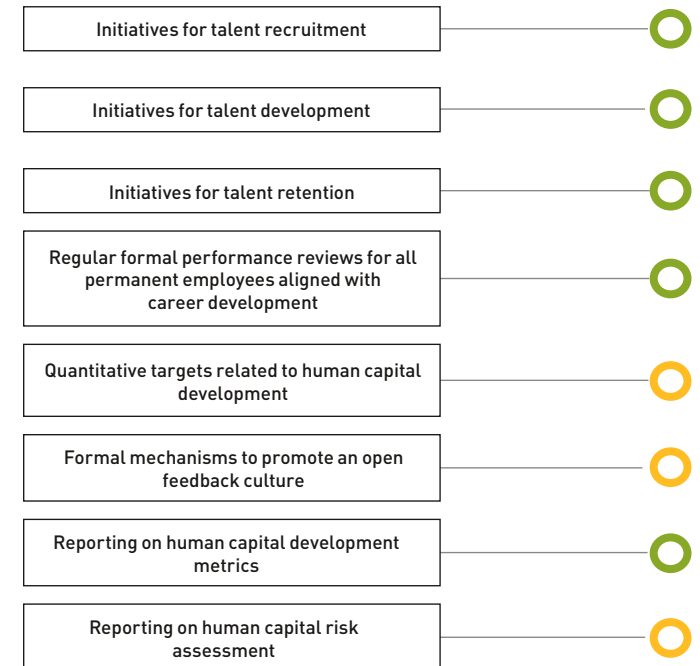 Initiatives for talent recruitment
Initiatives for talent development
Initiatives for talent retention
Regular formal performance reviews for all
permanent employees aligned with
career development
Quantitative targets related to human capital
development
Formal mechanisms to promote an open
feedback culture
Reporting on human capital development
metrics
Reporting on human capital risk
assessment